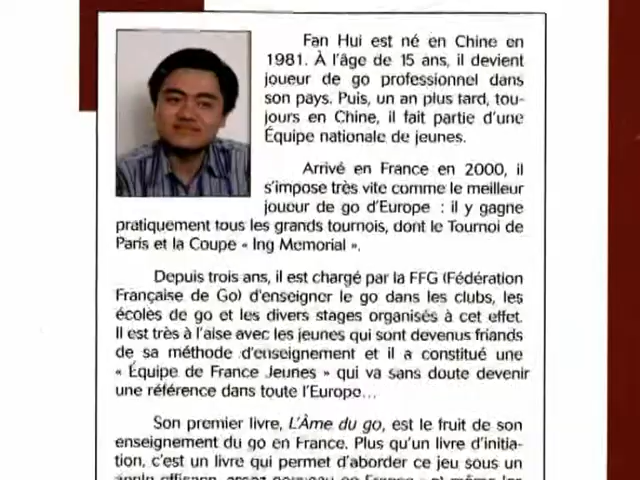 Fan Hui est né en Chine en
1981. À l'âge de 15 ans, il devient
joueur de go professionnel dans
son pays. Puis, un an plus tard, tou-
jours en Chine, il fait partie d'une
Équipe nationale de jeunes.
Arrivé en France en 2000, il
s'impose très vite comme le meilleur
joueur de go d'Europe : il y gagne
pratiquement tous les grands tournois, dont le Tournoi de
Paris et la Coupe « Ing Memorial ».
Depuis trois ans, il est chargé par la FFG (Fédération
Française de Go) d'enseigner le go dans les clubs, les
écoles de go et les divers stages organisés à cet effet.
Il est très à l'aise avec les jeunes qui sont devenus friands
de sa méthode d'enseignement et il a constitué une
« Équipe de France Jeunes » qui va sans doute devenir
une référence dans toute l'Europe...
Son premier livre, L'Âme du go, est le fruit de son
enseignement du go en France. Plus qu'un livre d'initia-
tion, c'est un livre qui permet d'aborder ce jeu sous un